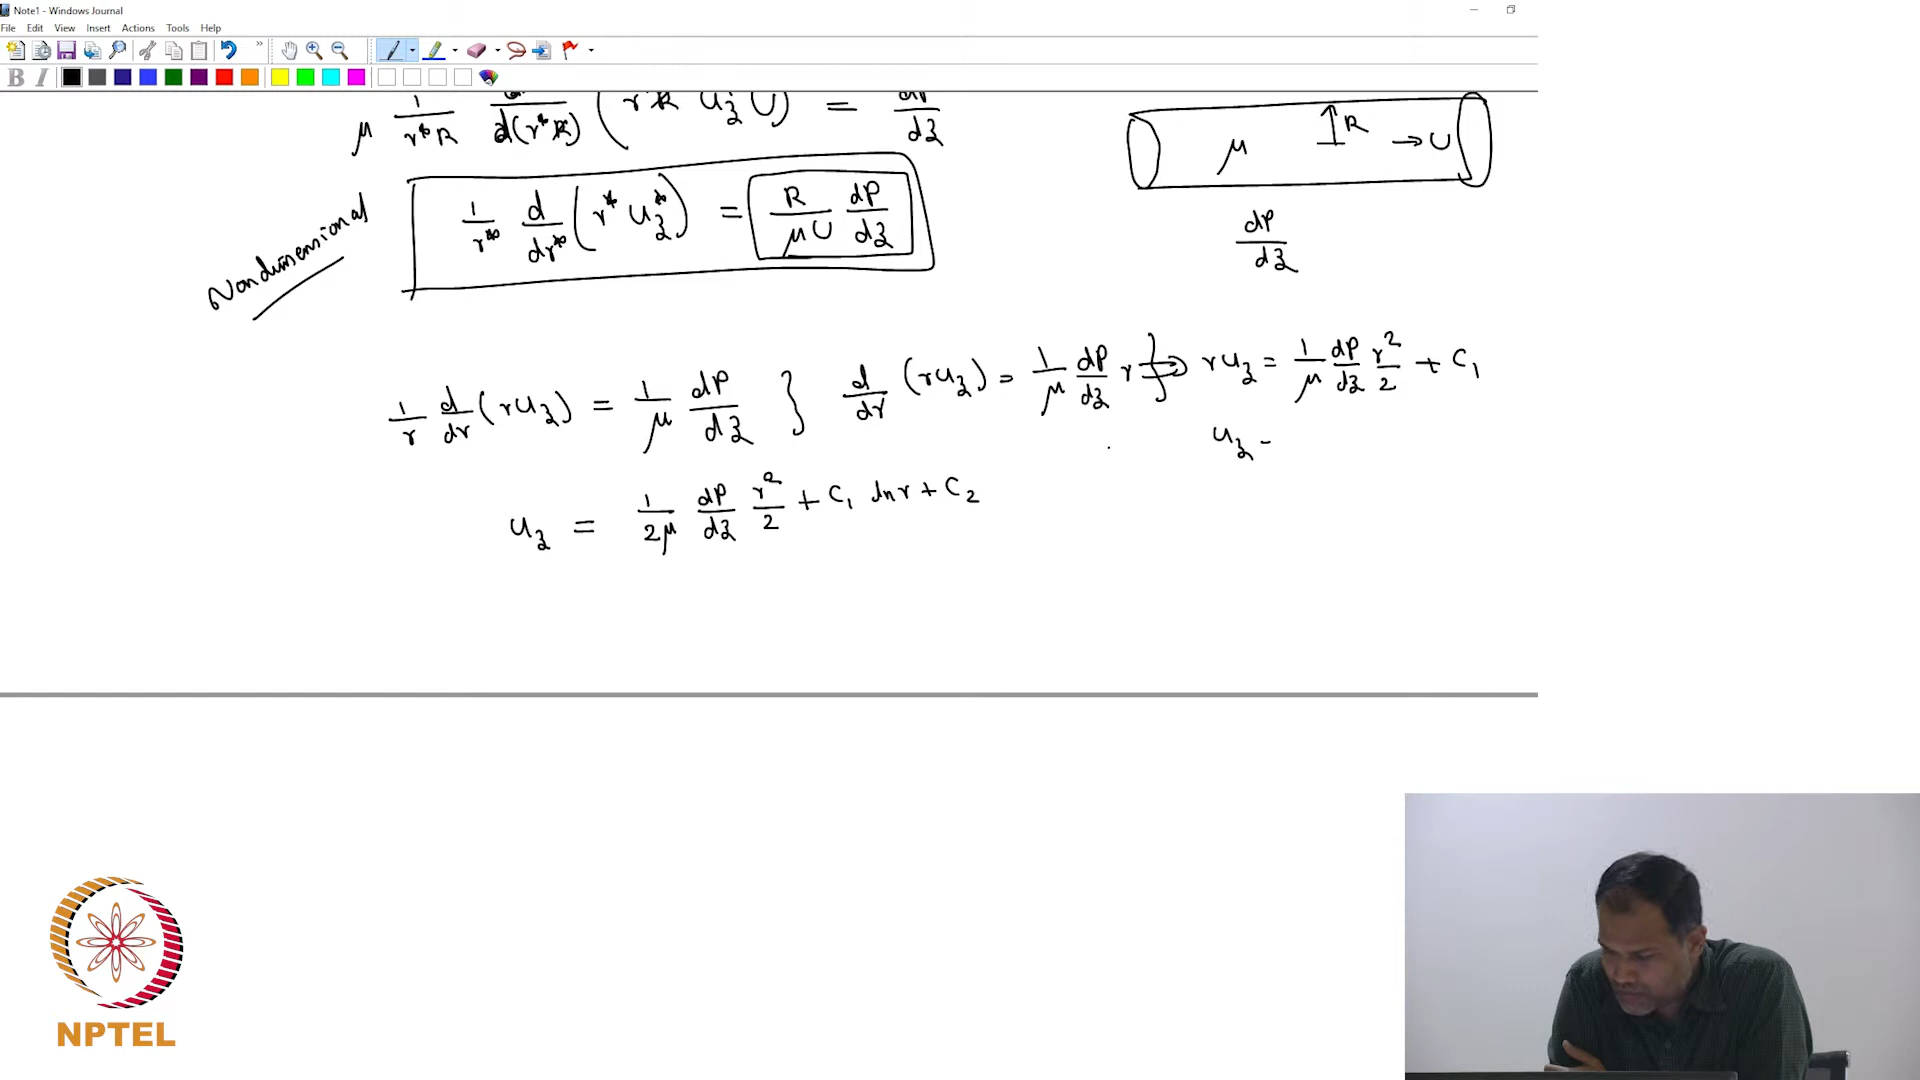 Note1 - Windows Journal
File Edit View Insert Actions Tools Help
B I
μ 1/(r*R) d/(d(r*R)) (r*R u_z* U) = dP/dz
μ R → U
Nondimensional
1/r* d/dr* (r* u_z*) = R/(μU) dP/dz
dP/dz
1/r d/dr (r u_z) = 1/μ dP/dz } d/dr (r u_z) = 1/μ dP/dz r } ⇒ r u_z = 1/μ dP/dz r²/2 + C₁
u_z -
u_z = 1/(2μ) dP/dz r²/2 + C₁ ln r + C₂
NPTEL